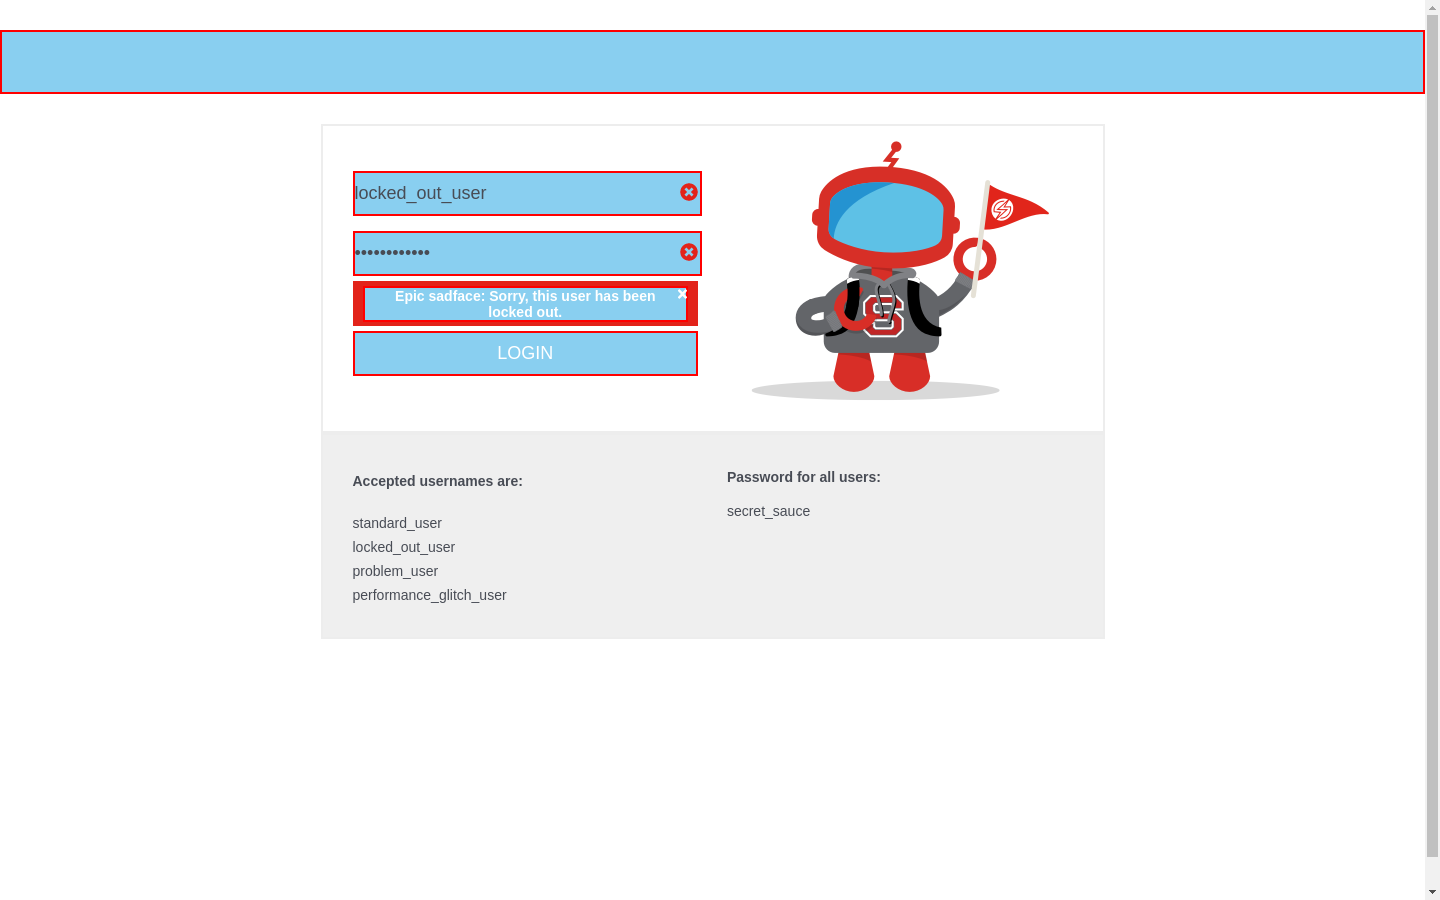 locked_out_user
••••••••••••
Epic sadface: Sorry, this user has been
locked out.
LOGIN
Accepted usernames are:
standard_user
locked_out_user
problem_user
performance_glitch_user
Password for all users:
secret_sauce
S